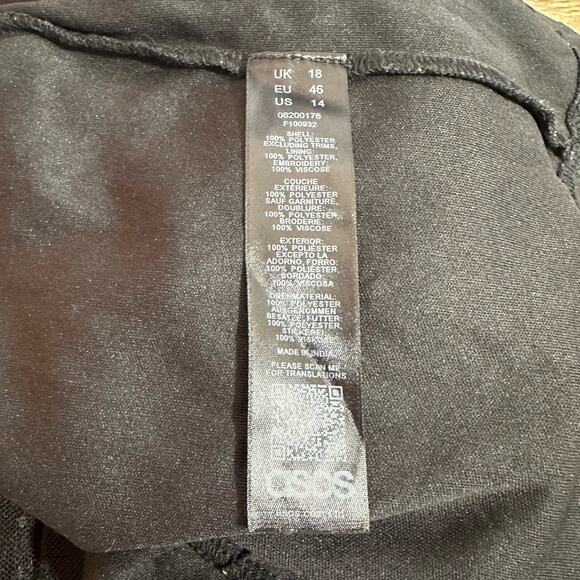 UK 18
EU 46
US 14
06200176
F100932
SHELL:
100% POLYESTER
EXCLUDING TRIMS,
LINING:
100% POLYESTER,
EMBROIDERY:
100% VISCOSE
COUCHE
EXTÉRIEURE:
100% POLYESTER
SAUF GARNITURE,
DOUBLURE:
100% POLYESTER,
BRODERIE:
100% VISCOSE
EXTERIOR:
100% POLIÉSTER
EXCEPTO LA
ADORNO, FORRO:
100% POLIÉSTER,
BORDADO:
100% VISCOSA
OBERMATERIAL:
100% POLYESTER
AUSGENOMMEN
BESÄTZE, FUTTER:
100% POLYESTER,
STICKEREI:
100% VISKOSE
MADE IN INDIA
PLEASE SCAN ME
FOR TRANSLATIONS
asos